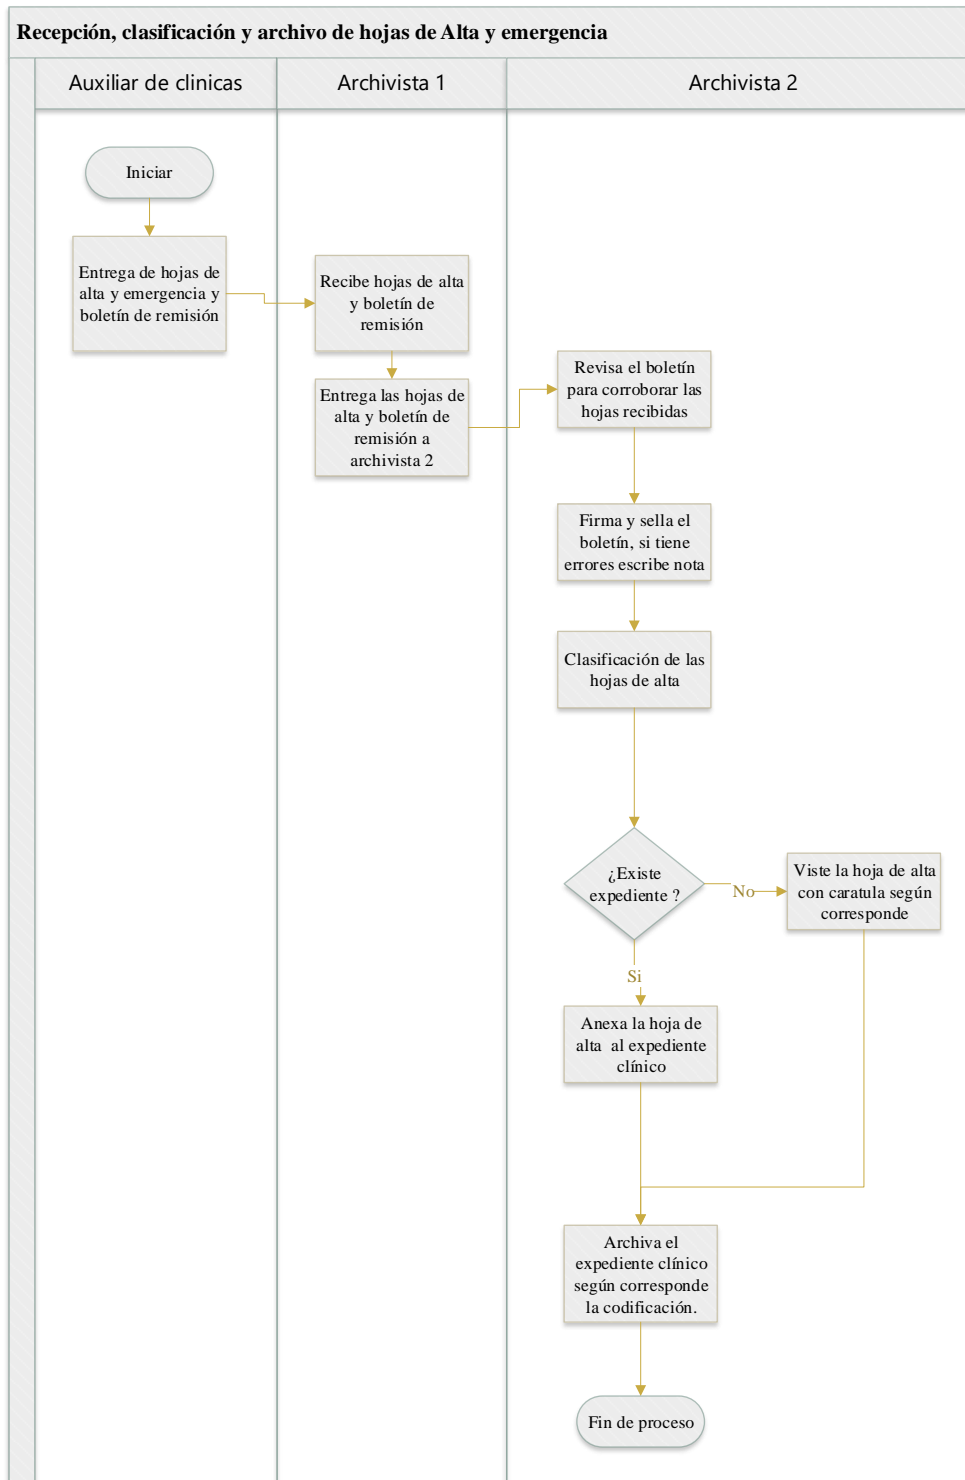 Recepción, clasificación y archivo de hojas de Alta y emergencia
Auxiliar de clinicas
Archivista 1
Archivista 2
Iniciar
Entrega de hojas de
alta y emergencia y
boletín de remisión
Recibe hojas de alta
y boletín de
remisión
Entrega las hojas de
alta y boletín de
remisión a
archivista 2
Revisa el boletín
para corroborar las
hojas recibidas
Firma y sella el
boletín, si tiene
errores escribe nota
Clasificación de las
hojas de alta
¿Existe
expediente ?
No
Viste la hoja de alta
con caratula según
corresponde
Si
Anexa la hoja de
alta  al expediente
clínico
Archiva el
expediente clínico
según corresponde
la codificación.
Fin de proceso